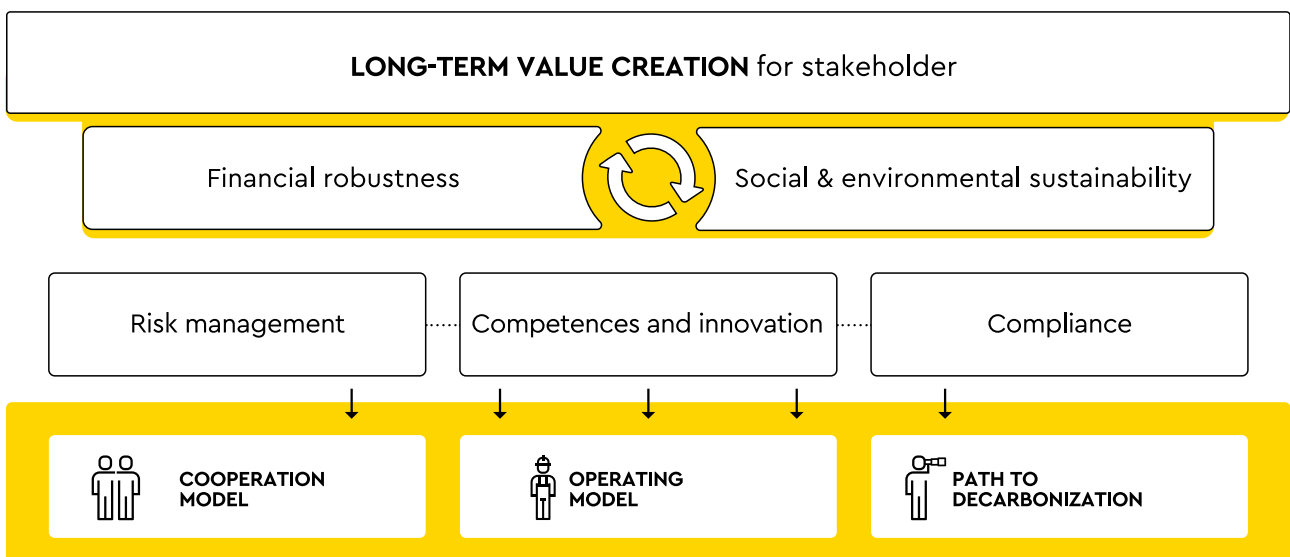 LONG-TERM VALUE CREATION for stakeholder
Financial robustness
Social & environmental sustainability
Risk management
Competences and innovation
Compliance
COOPERATION
MODEL
OPERATING
MODEL
PATH TO
DECARBONIZATION